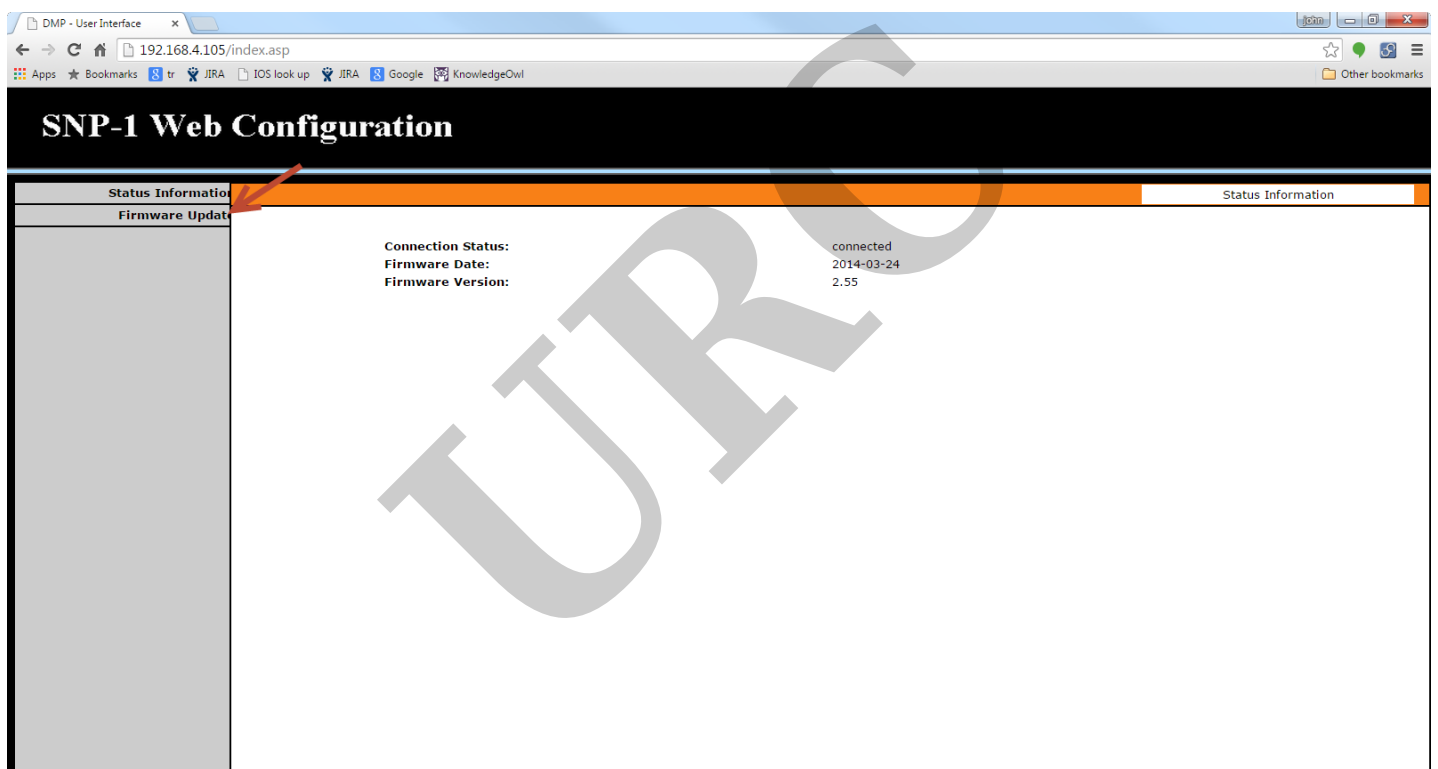 DMP - User Interface
john
192.168.4.105/index.asp
Apps Bookmarks tr JIRA IOS look up JIRA Google KnowledgeOwl Other bookmarks
SNP-1 Web Configuration
Status Information Status Information
Firmware Update
Connection Status: connected
Firmware Date: 2014-03-24
Firmware Version: 2.55
URC